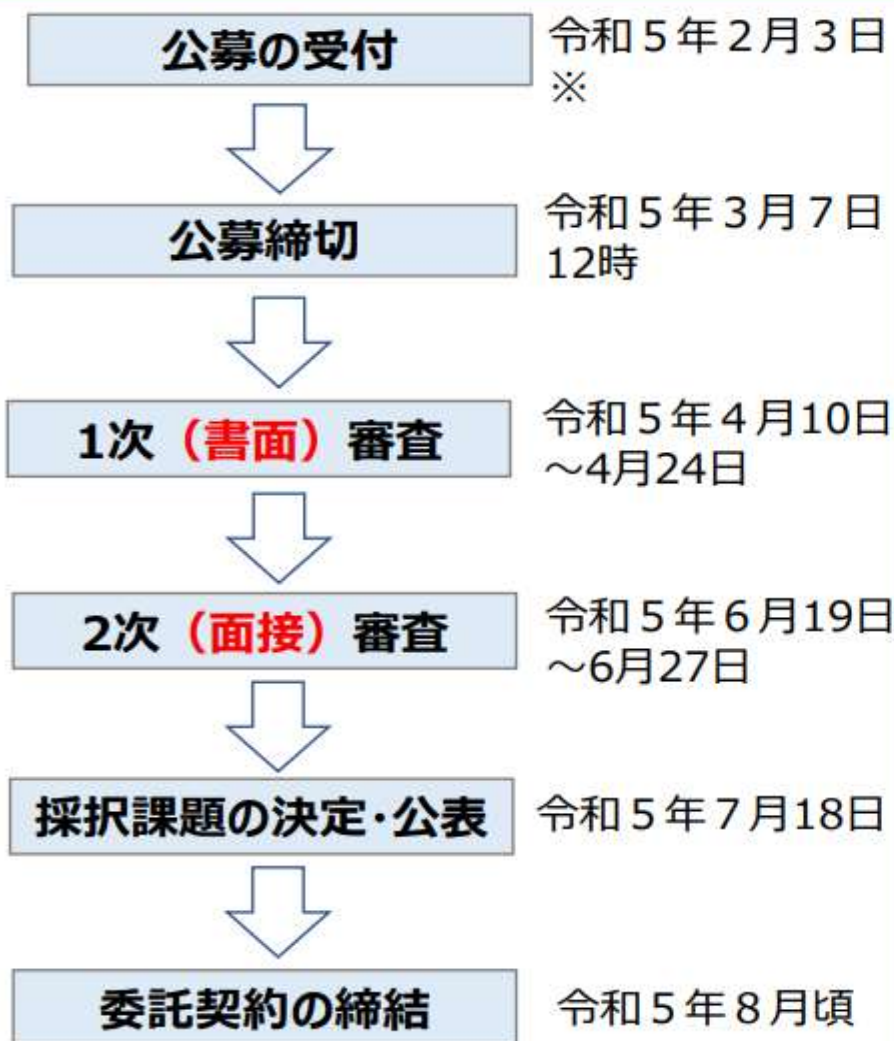 公募の受付
令和５年２月３日
※
公募締切
令和５年３月７日
12時
1次（書面）審査
令和５年４月10日
～4月24日
2次（面接）審査
令和５年６月19日
～6月27日
採択課題の決定･公表
令和５年７月18日
委託契約の締結
令和５年８月頃